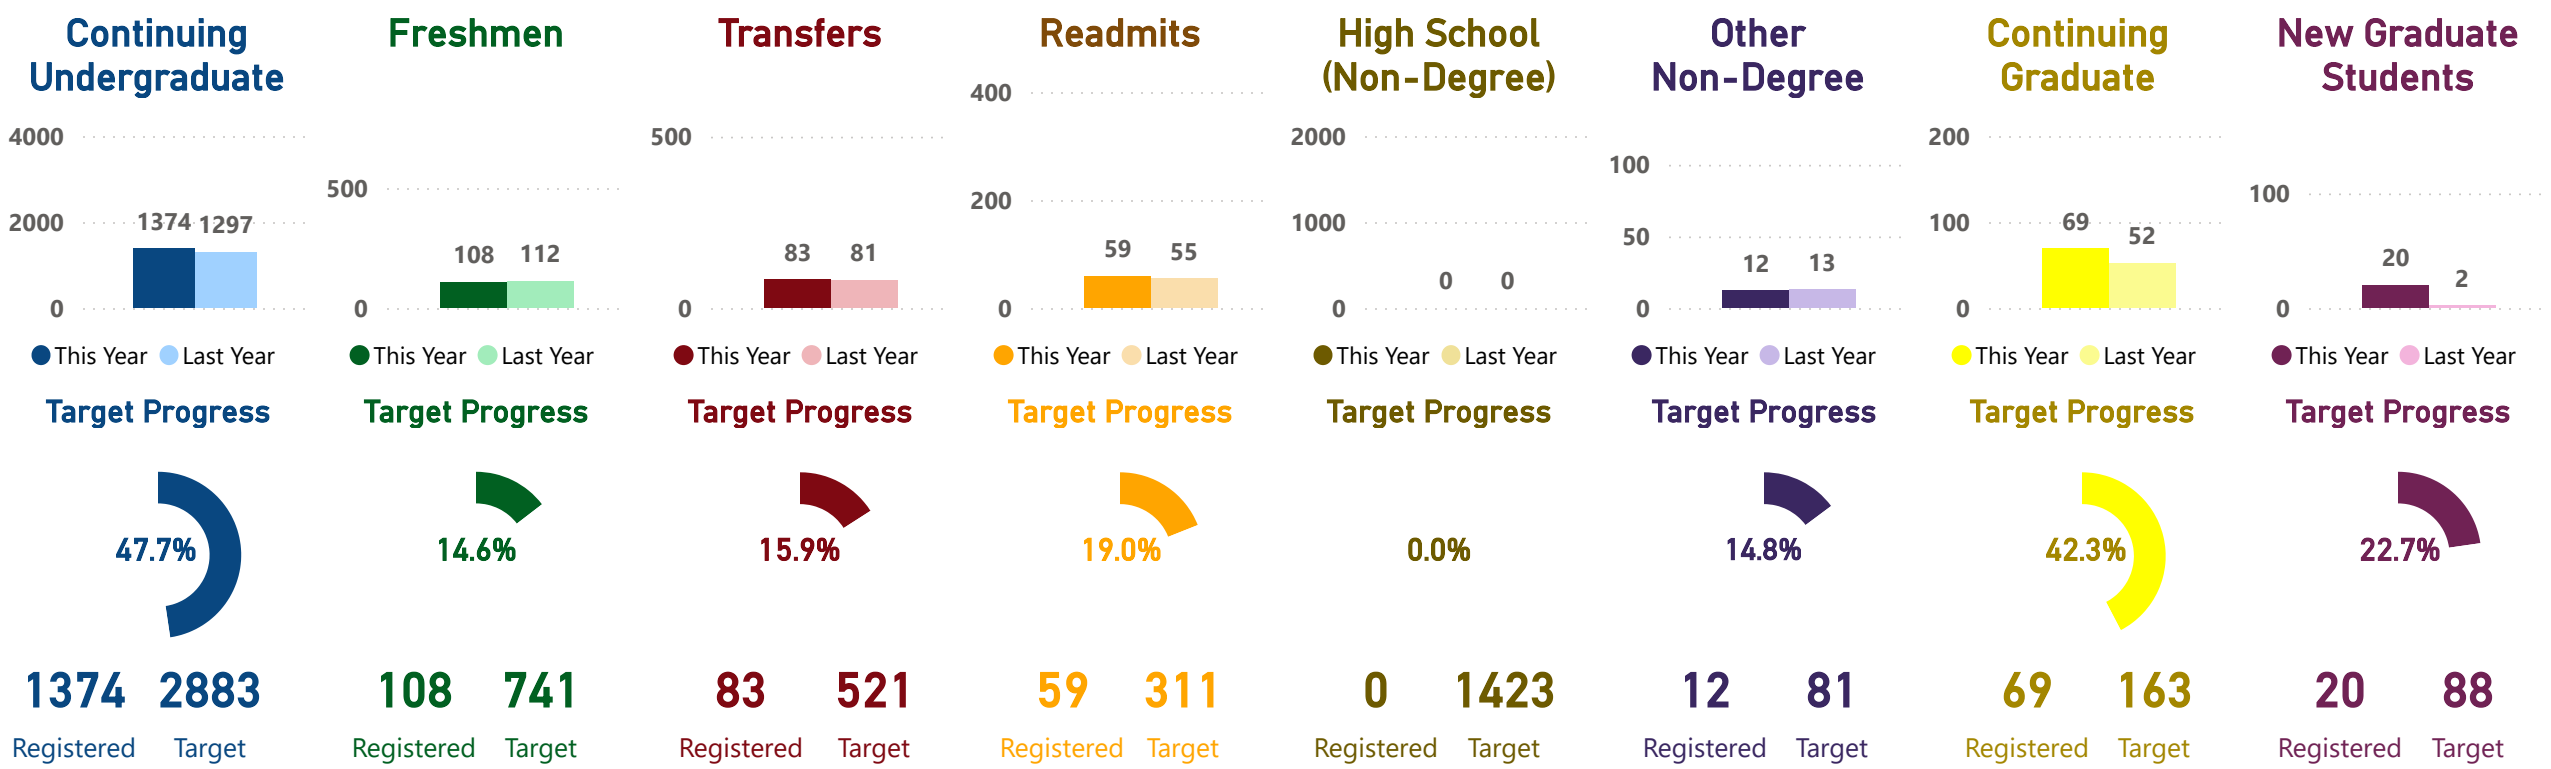 Continuing
Undergraduate
4000
2000
0
1374
1297
This Year
Last Year
Target Progress
47.7%
1374
2883
Registered
Target
Freshmen
500
0
108
112
This Year
Last Year
Target Progress
14.6%
108
741
Registered
Target
Transfers
500
0
83
81
This Year
Last Year
Target Progress
15.9%
83
521
Registered
Target
Readmits
400
200
0
59
55
This Year
Last Year
Target Progress
19.0%
59
311
Registered
Target
High School
(Non-Degree)
2000
1000
0
0
0
This Year
Last Year
Target Progress
0.0%
0
1423
Registered
Target
Other
Non-Degree
100
50
0
12
13
This Year
Last Year
Target Progress
14.8%
12
81
Registered
Target
Continuing
Graduate
200
100
0
69
52
This Year
Last Year
Target Progress
42.3%
69
163
Registered
Target
New Graduate
Students
100
0
20
2
This Year
Last Year
Target Progress
22.7%
20
88
Registered
Target